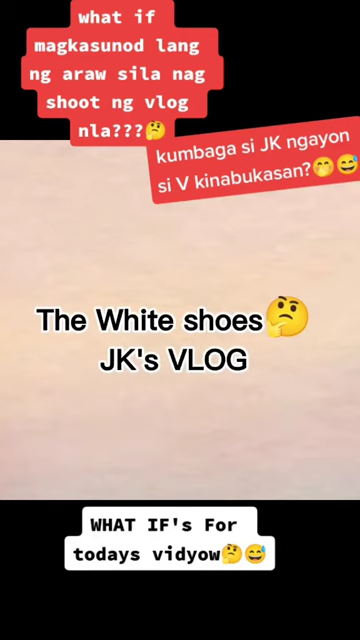 what if
magkasunod lang
ng araw sila nag
shoot ng vlog
nla???🤔
kumbaga si JK ngayon
si V kinabukasan?🤭😅
The White shoes🤔
JK's VLOG
WHAT IF's For
todays vidyow🤔😅